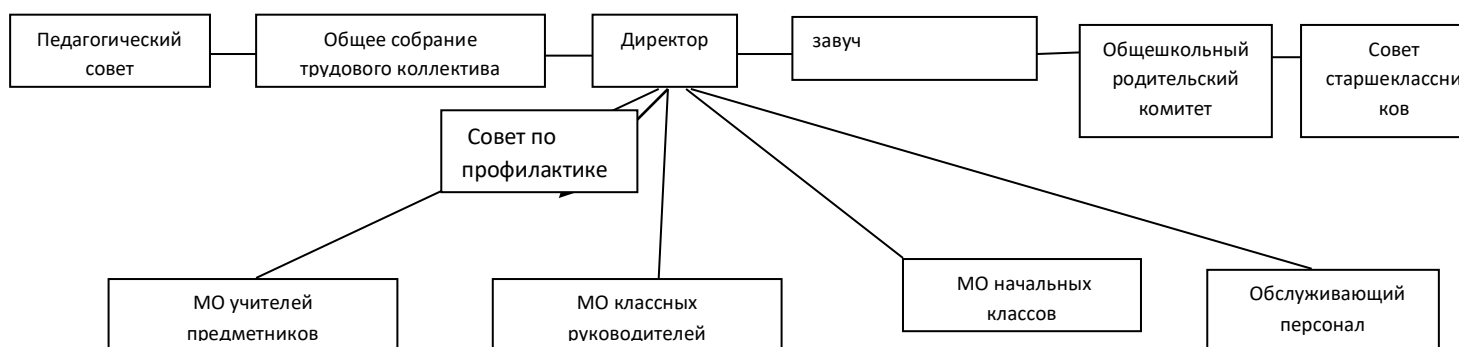 Педагогический
совет
Общее собрание
трудового коллектива
Директор
завуч
Общешкольный
родительский
комитет
Совет
старшеклассни
ков
Совет по
профилактике
МО учителей
предметников
МО классных
руководителей
МО начальных
классов
Обслуживающий
персонал